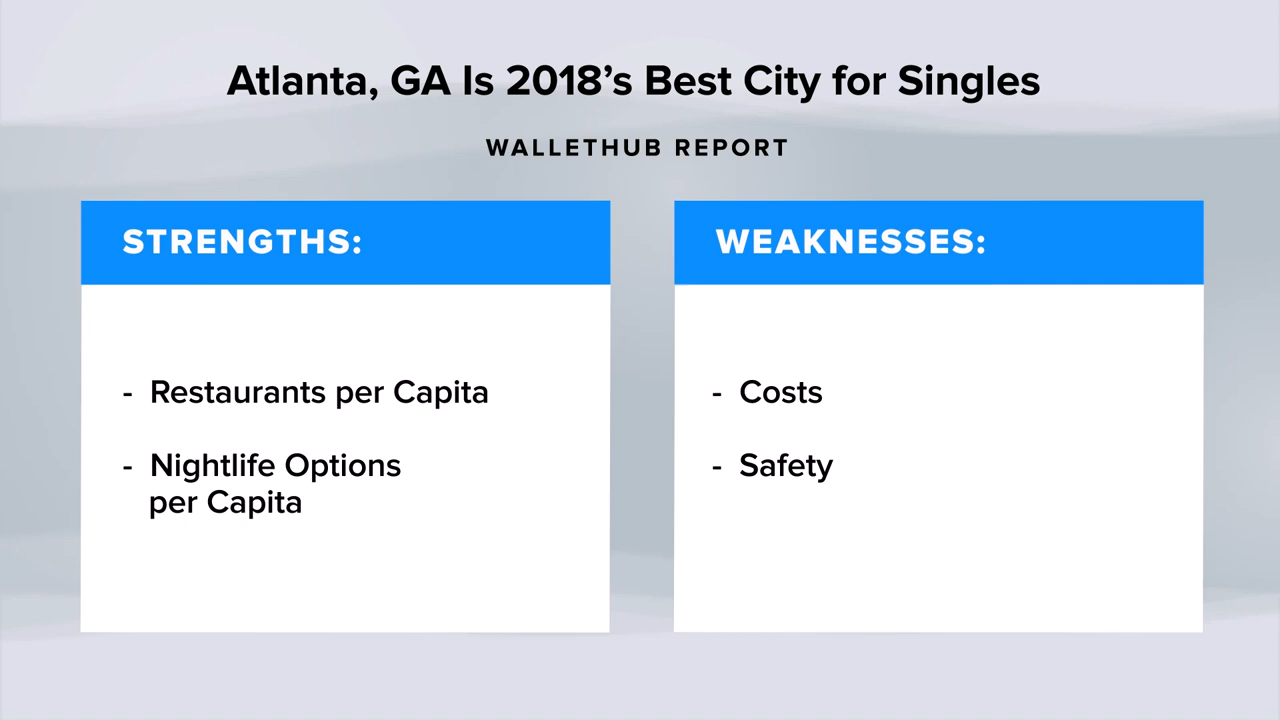 Atlanta, GA Is 2018’s Best City for Singles
WALLETHUB REPORT
STRENGTHS:
- Restaurants per Capita
- Nightlife Options
per Capita
WEAKNESSES:
- Costs
- Safety